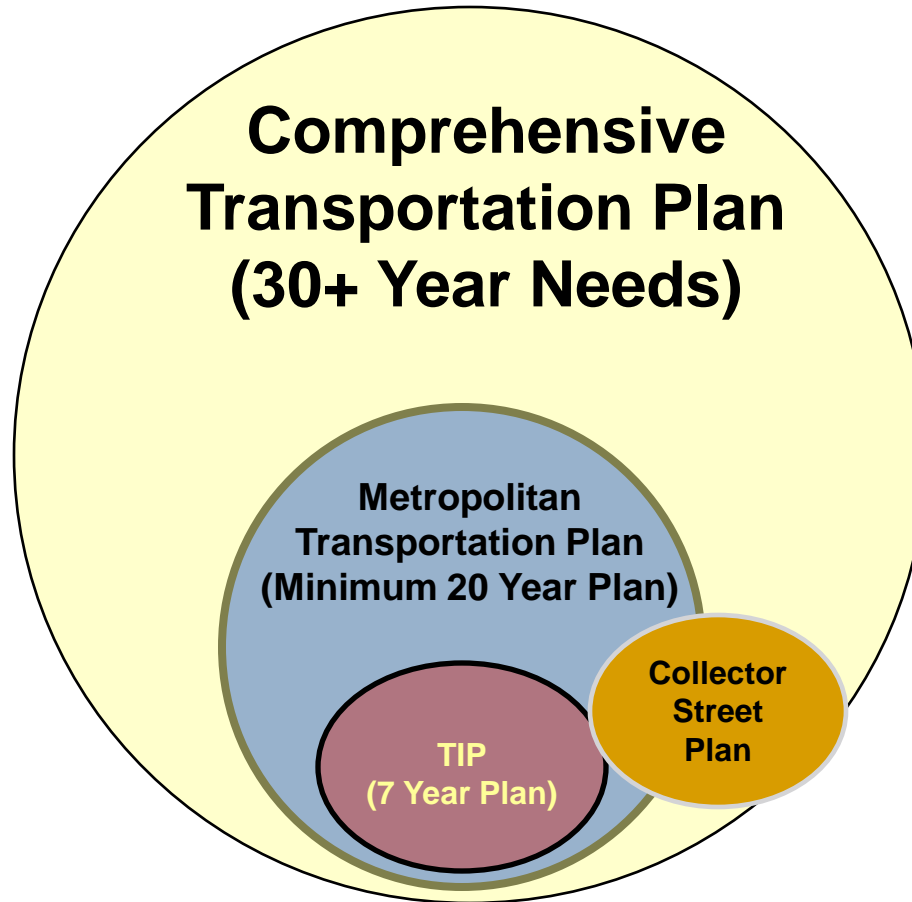 Comprehensive
Transportation Plan
(30+ Year Needs)
Metropolitan
Transportation Plan
(Minimum 20 Year Plan)
Collector
Street
Plan
TIP
(7 Year Plan)